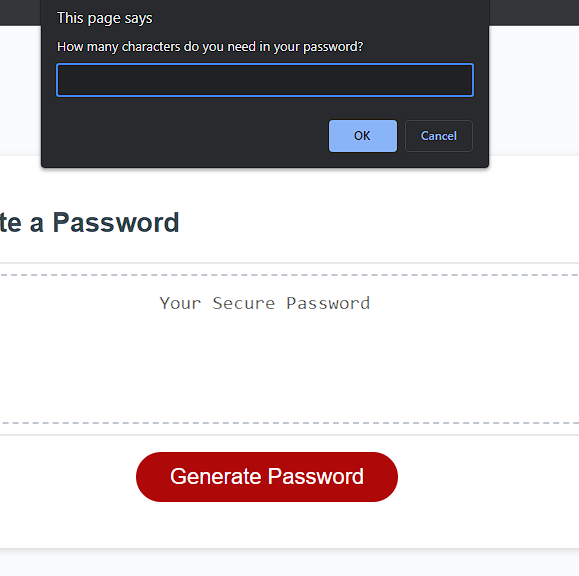 This page says
How many characters do you need in your password?
OK
Cancel
te a Password
Your Secure Password
Generate Password